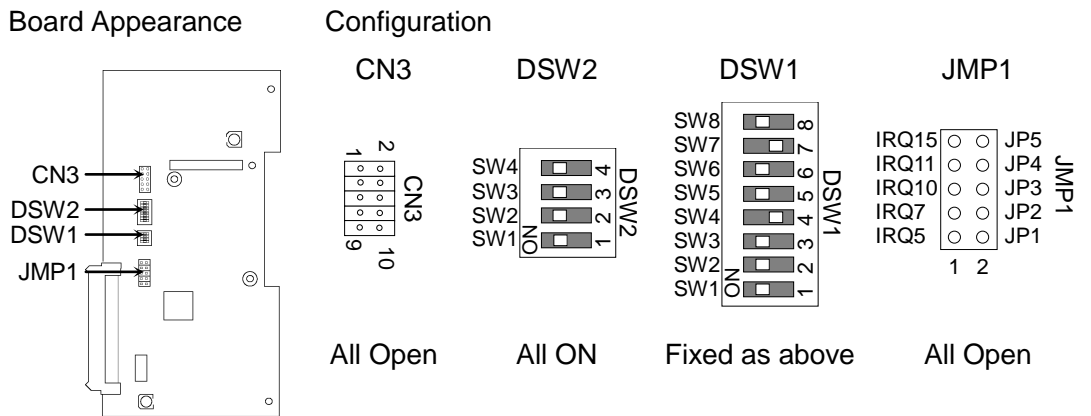 Board Appearance
Configuration
CN3
DSW2
DSW1
JMP1
CN3
DSW2
DSW1
JMP1
1 2
9 10
CN3
SW4 4
SW3 3
SW2 2
SW1 ON 1
DSW2
SW8 8
SW7 7
SW6 6
SW5 5
SW4 4
SW3 3
SW2 2
SW1 ON 1
DSW1
IRQ15 JP5
IRQ11 JP4
IRQ10 JP3
IRQ7 JP2
IRQ5 JP1
1 2
JMP1
All Open
All ON
Fixed as above
All Open